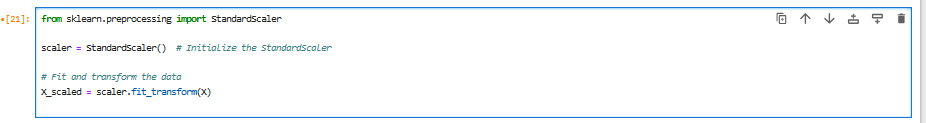 [21]:
from sklearn.preprocessing import StandardScaler
scaler = StandardScaler()  # Initialize the StandardScaler
# Fit and transform the data
X_scaled = scaler.fit_transform(X)